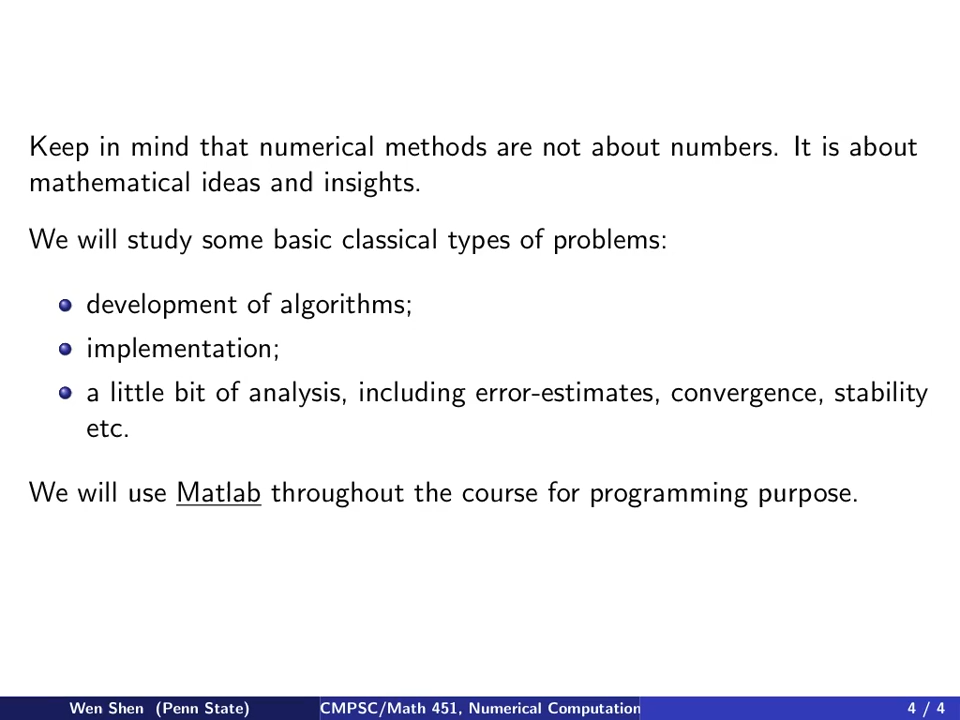 Keep in mind that numerical methods are not about numbers. It is about
mathematical ideas and insights.
We will study some basic classical types of problems:
development of algorithms;
implementation;
a little bit of analysis, including error-estimates, convergence, stability
etc.
We will use Matlab throughout the course for programming purpose.
Wen Shen (Penn State) CMPSC/Math 451, Numerical Computation 4 / 4